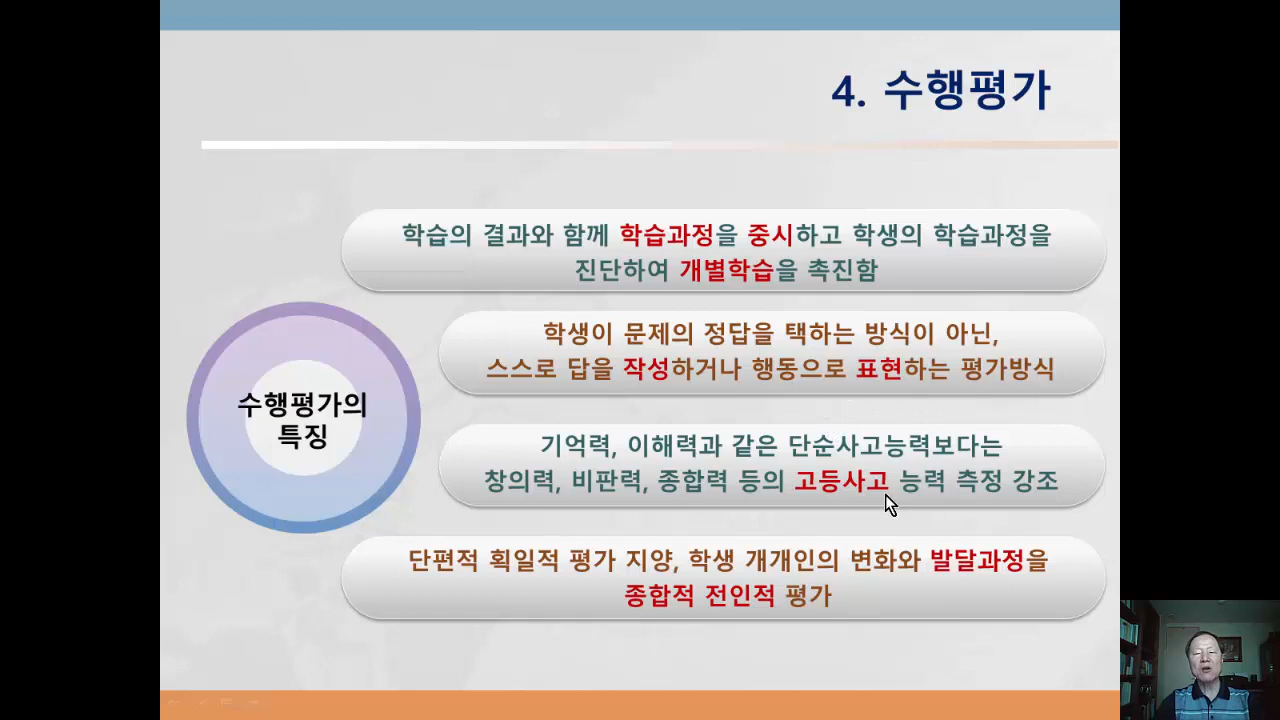 4. 수행평가
학습의 결과와 함께 학습과정을 중시하고 학생의 학습과정을
진단하여 개별학습을 촉진함
학생이 문제의 정답을 택하는 방식이 아닌,
스스로 답을 작성하거나 행동으로 표현하는 평가방식
수행평가의
특징
기억력, 이해력과 같은 단순사고능력보다는
창의력, 비판력, 종합력 등의 고등사고 능력 측정 강조
단편적 획일적 평가 지양, 학생 개개인의 변화와 발달과정을
종합적 전인적 평가